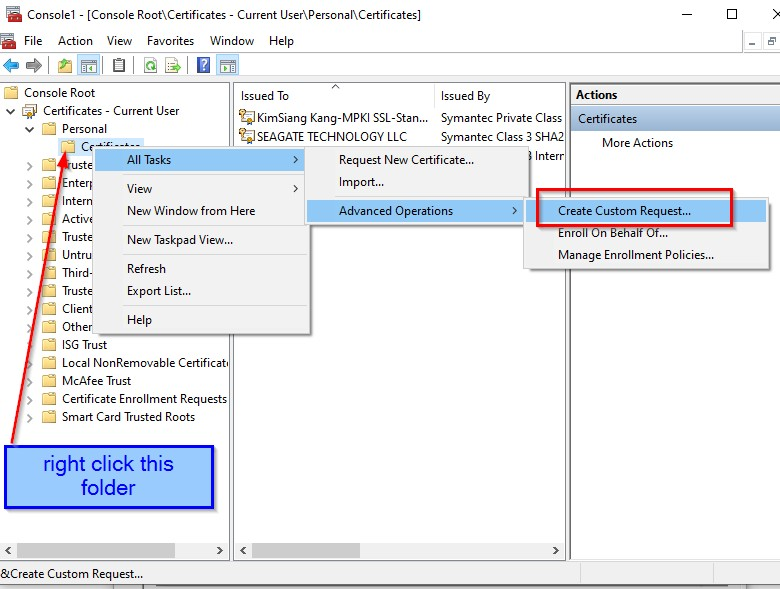 Console1 - [Console Root\Certificates - Current User\Personal\Certificates]
File Action View Favorites Window Help
Console Root
Certificates - Current User
Personal
Certificates
Truste
Enterp
Intern
Active
Truste
Untru
Third-
Truste
Client
Other
ISG Trust
Local NonRemovable Certificate
McAfee Trust
Certificate Enrollment Requests
Smart Card Trusted Roots
right click this
folder
All Tasks
View
New Window from Here
New Taskpad View...
Refresh
Export List...
Help
Issued To Issued By
KimSiang Kang-MPKI SSL-Stan... Symantec Private Class
SEAGATE TECHNOLOGY LLC Symantec Class 3 SHA2
3 Intern
Request New Certificate...
Import...
Advanced Operations
Create Custom Request...
Enroll On Behalf Of...
Manage Enrollment Policies...
Actions
Certificates
More Actions
&Create Custom Request...